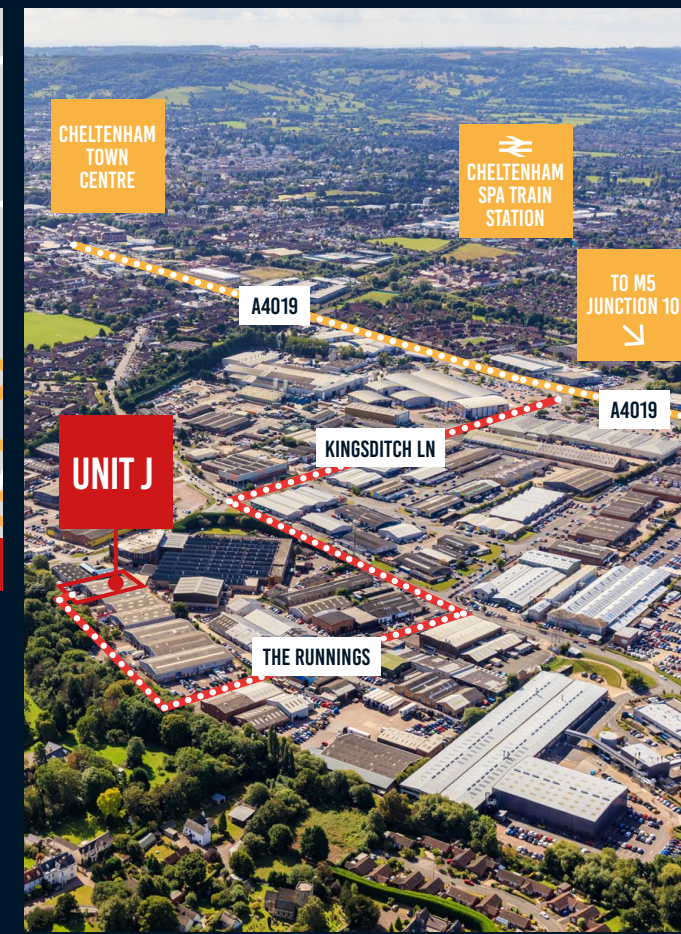 CHELTENHAM
TOWN
CENTRE
CHELTENHAM
SPA TRAIN
STATION
TO M5
JUNCTION 10
A4019
A4019
KINGSDITCH LN
UNIT J
THE RUNNINGS